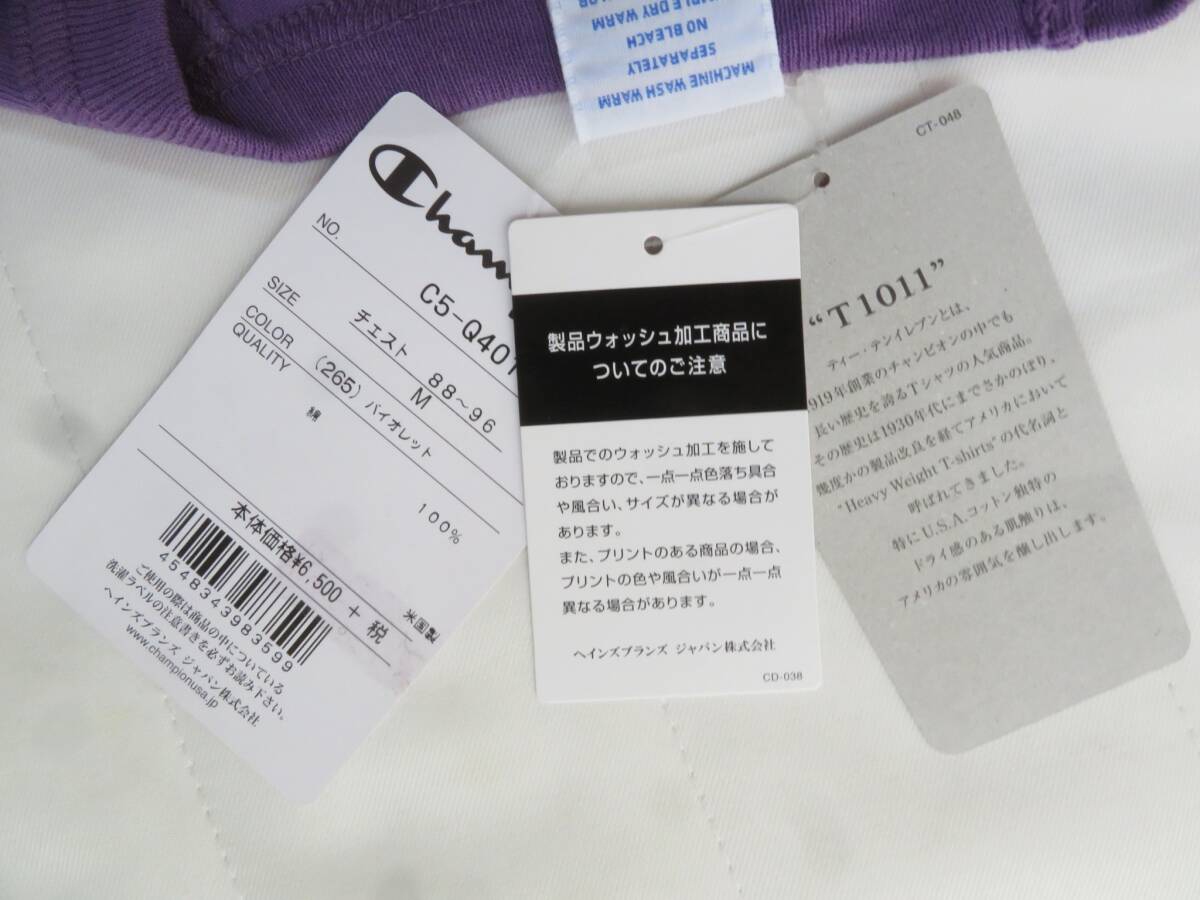 MACHINE WASH WARM
SEPARATELY
NO BLEACH
DRY WARM
NO. C5-Q401
SIZE チェスト 88～96
M
COLOR (265) バイオレット
QUALITY
綿 100%
本体価格¥6,500 + 税
米国製
4548343983599
ご使用の際は商品の中についている
洗濯ラベルの注意書きを必ずお読み下さい。
ヘインズブランズ ジャパン株式会社
www.championusa.jp
製品ウォッシュ加工商品に
ついてのご注意
製品でのウォッシュ加工を施して
おりますので、一点一点色落ち具合
や風合い、サイズが異なる場合が
あります。
また、プリントのある商品の場合、
プリントの色や風合いが一点一点
異なる場合があります。
ヘインズブランズ ジャパン株式会社
CD-038
CT-048
“T1011”
ティー・テンイレブンとは、
919年創業のチャンピオンの中でも
長い歴史を誇るTシャツの人気商品。
その歴史は1930年代にまでさかのぼり、
幾度かの製品改良を経てアメリカにおいて
"Heavy Weight T-shirts"の代名詞と
呼ばれてきました。
特にU.S.A.コットン独特の
ドライ感のある肌触りは、
アメリカの雰囲気を醸し出します。